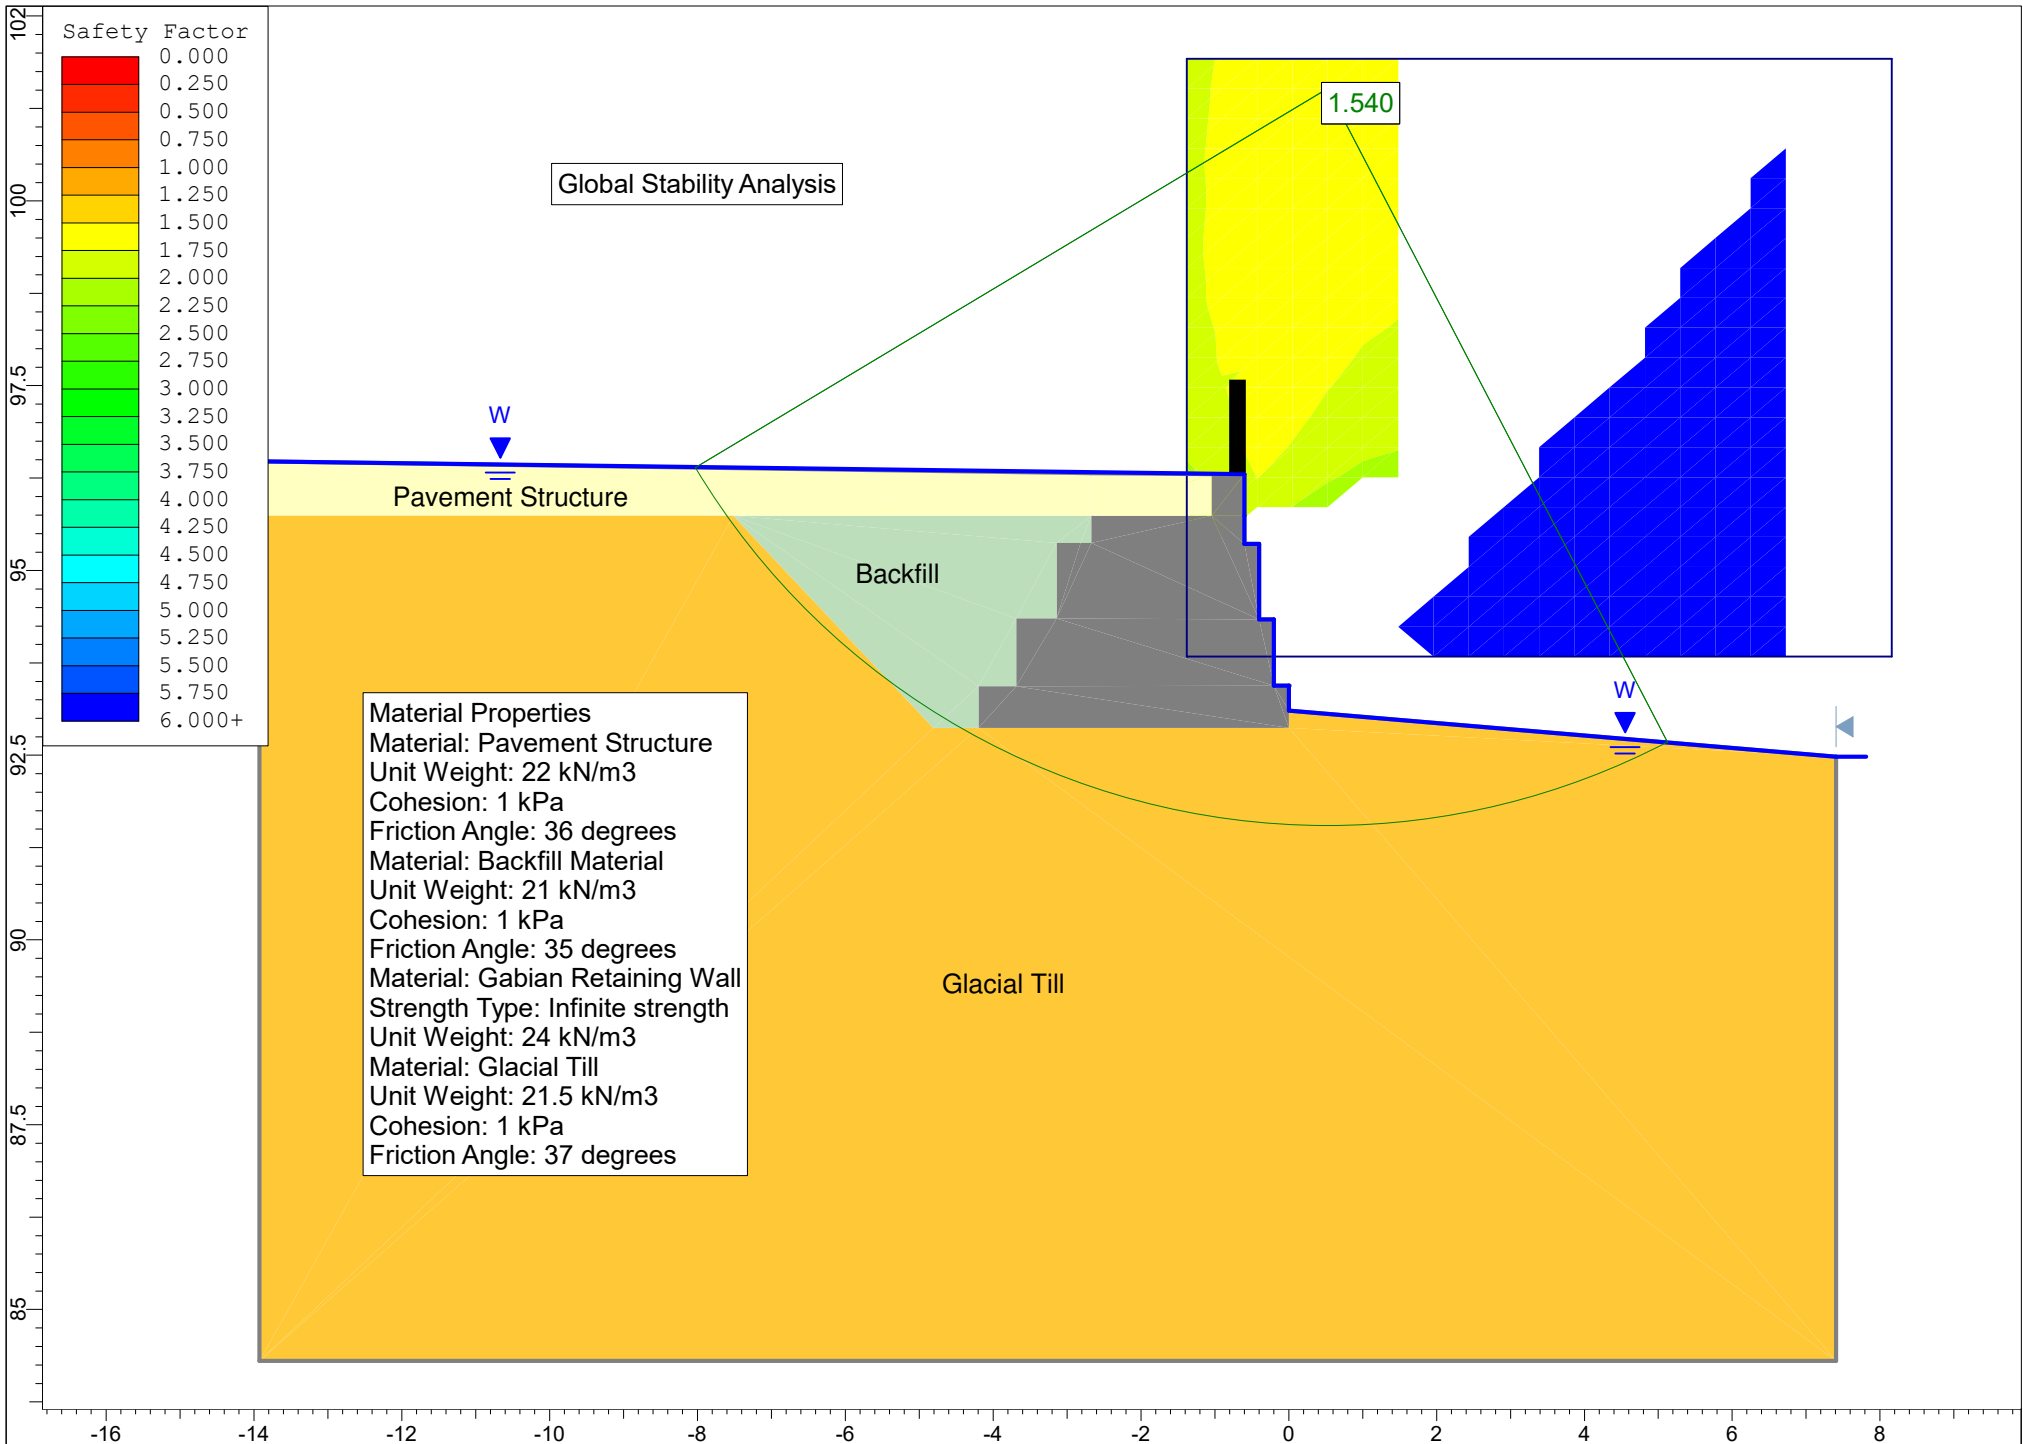 Safety Factor
0.000
0.250
0.500
0.750
1.000
1.250
1.500
1.750
2.000
2.250
2.500
2.750
3.000
3.250
3.500
3.750
4.000
4.250
4.500
4.750
5.000
5.250
5.500
5.750
6.000+
1.540
Global Stability Analysis
W
Pavement Structure
Backfill
W
Material Properties
Material: Pavement Structure
Unit Weight: 22 kN/m3
Cohesion: 1 kPa
Friction Angle: 36 degrees
Material: Backfill Material
Unit Weight: 21 kN/m3
Cohesion: 1 kPa
Friction Angle: 35 degrees
Material: Gabian Retaining Wall
Strength Type: Infinite strength
Unit Weight: 24 kN/m3
Material: Glacial Till
Unit Weight: 21.5 kN/m3
Cohesion: 1 kPa
Friction Angle: 37 degrees
Glacial Till
102
100
97.5
95
92.5
90
87.5
85
-16 -14 -12 -10 -8 -6 -4 -2 0 2 4 6 8